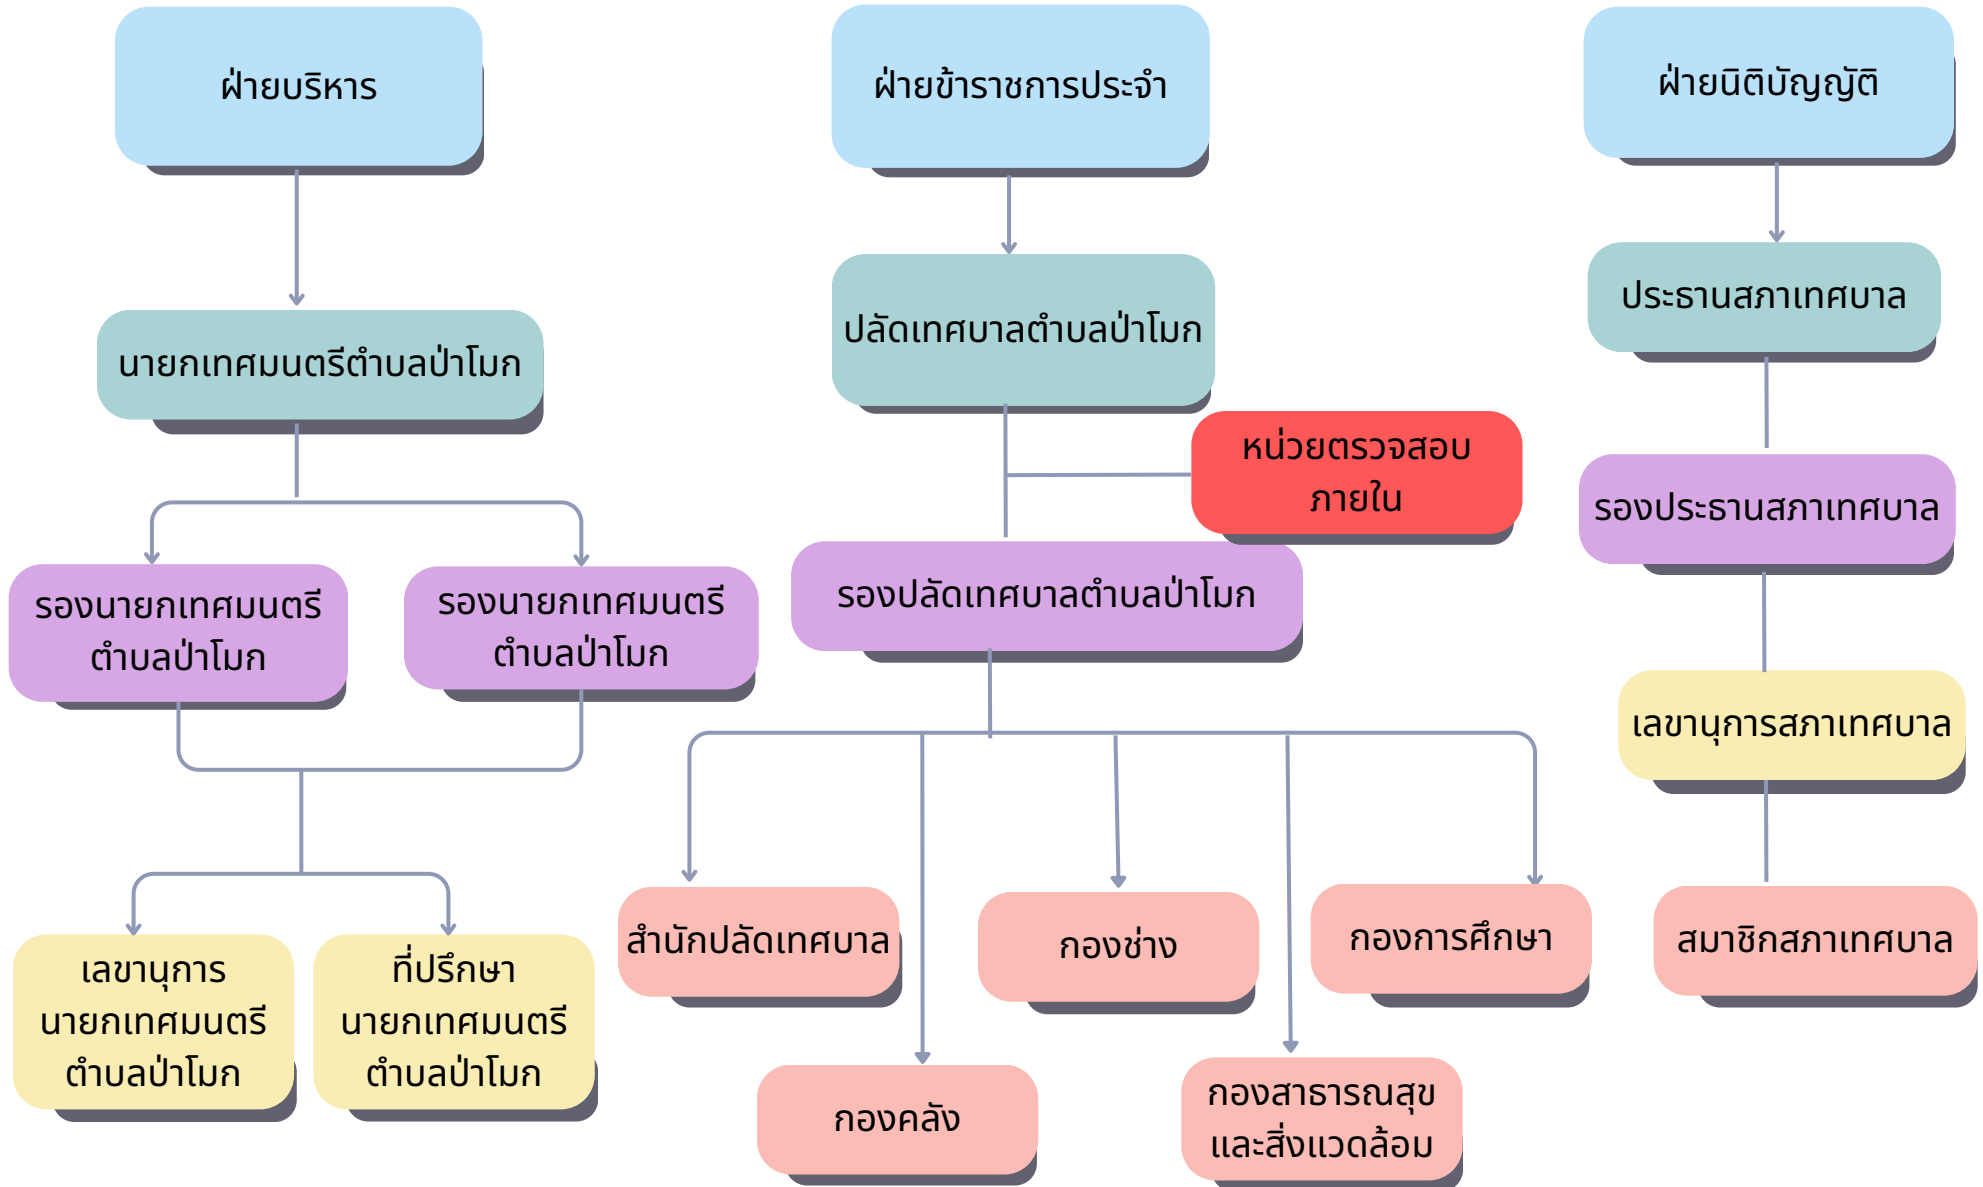 ฝ่ายบริหาร
นายกเทศมนตรีตำบลป่าโมก
รองนายกเทศมนตรี
ตำบลป่าโมก
รองนายกเทศมนตรี
ตำบลป่าโมก
เลขานุการ
นายกเทศมนตรี
ตำบลป่าโมก
ที่ปรึกษา
นายกเทศมนตรี
ตำบลป่าโมก
ฝ่ายข้าราชการประจำ
ปลัดเทศบาลตำบลป่าโมก
หน่วยตรวจสอบ
ภายใน
รองปลัดเทศบาลตำบลป่าโมก
สำนักปลัดเทศบาล
กองคลัง
กองช่าง
กองสาธารณสุข
และสิ่งแวดล้อม
กองการศึกษา
ฝ่ายนิติบัญญัติ
ประธานสภาเทศบาล
รองประธานสภาเทศบาล
เลขานุการสภาเทศบาล
สมาชิกสภาเทศบาล